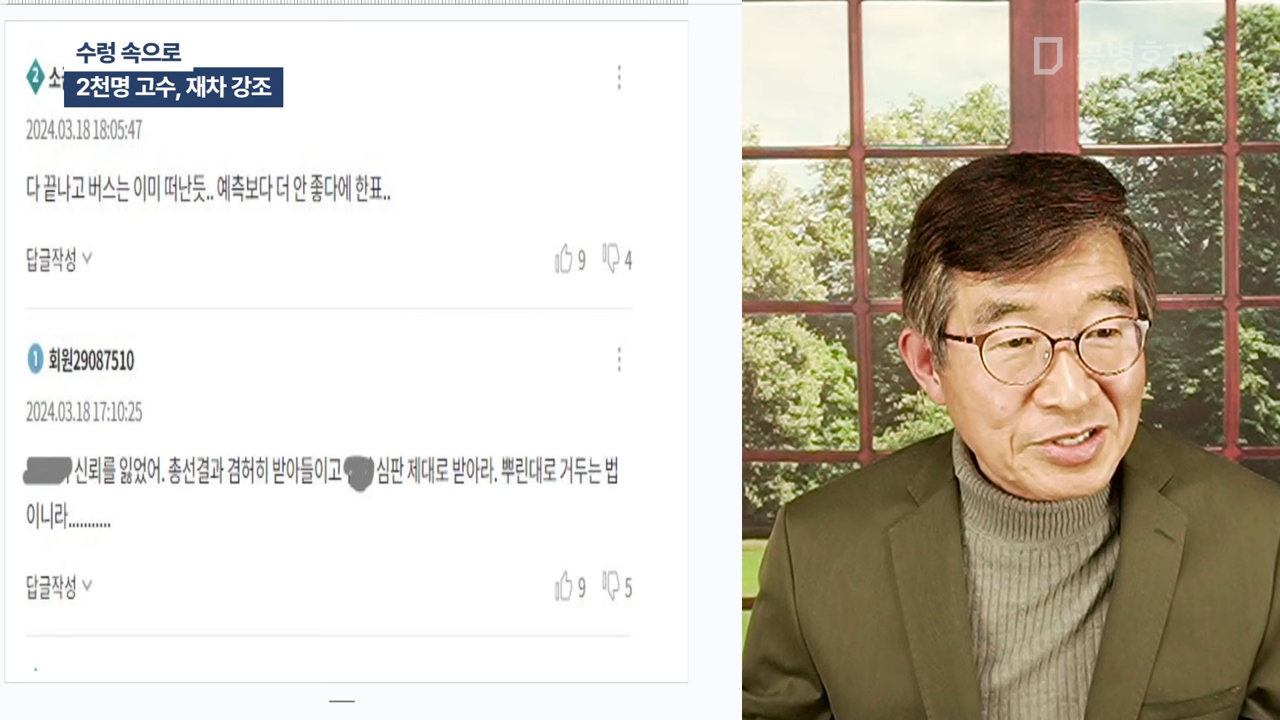 수렁 속으로
2천명 고수, 재차 강조
2024.03.18 18:05:47
다 끝나고 버스는 이미 떠난듯.. 예측보다 더 안 좋다에 한표..
답글작성
9
4
1 회원29087510
2024.03.18 17:10:25
신뢰를 잃었어. 총선결과 겸허히 받아들이고 심판 제대로 받아라. 뿌린대로 거두는 법
이니라...........
답글작성
9
5